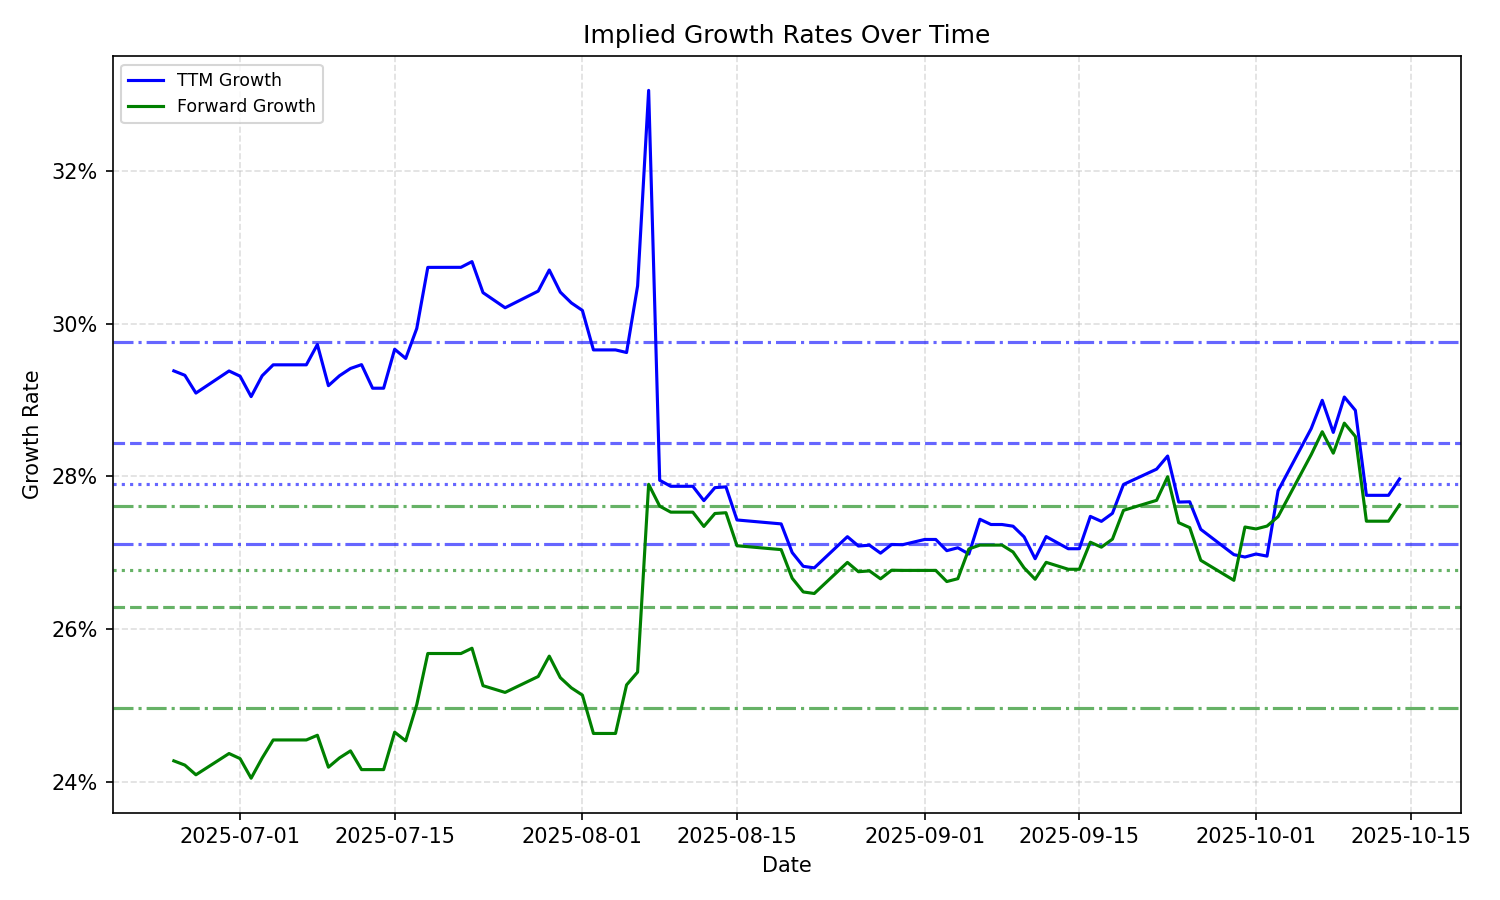 Implied Growth Rates Over Time
TTM Growth
Forward Growth
32%
30%
28%
26%
24%
Growth Rate
2025-07-01 2025-07-15 2025-08-01 2025-08-15 2025-09-01 2025-09-15 2025-10-01 2025-10-15
Date